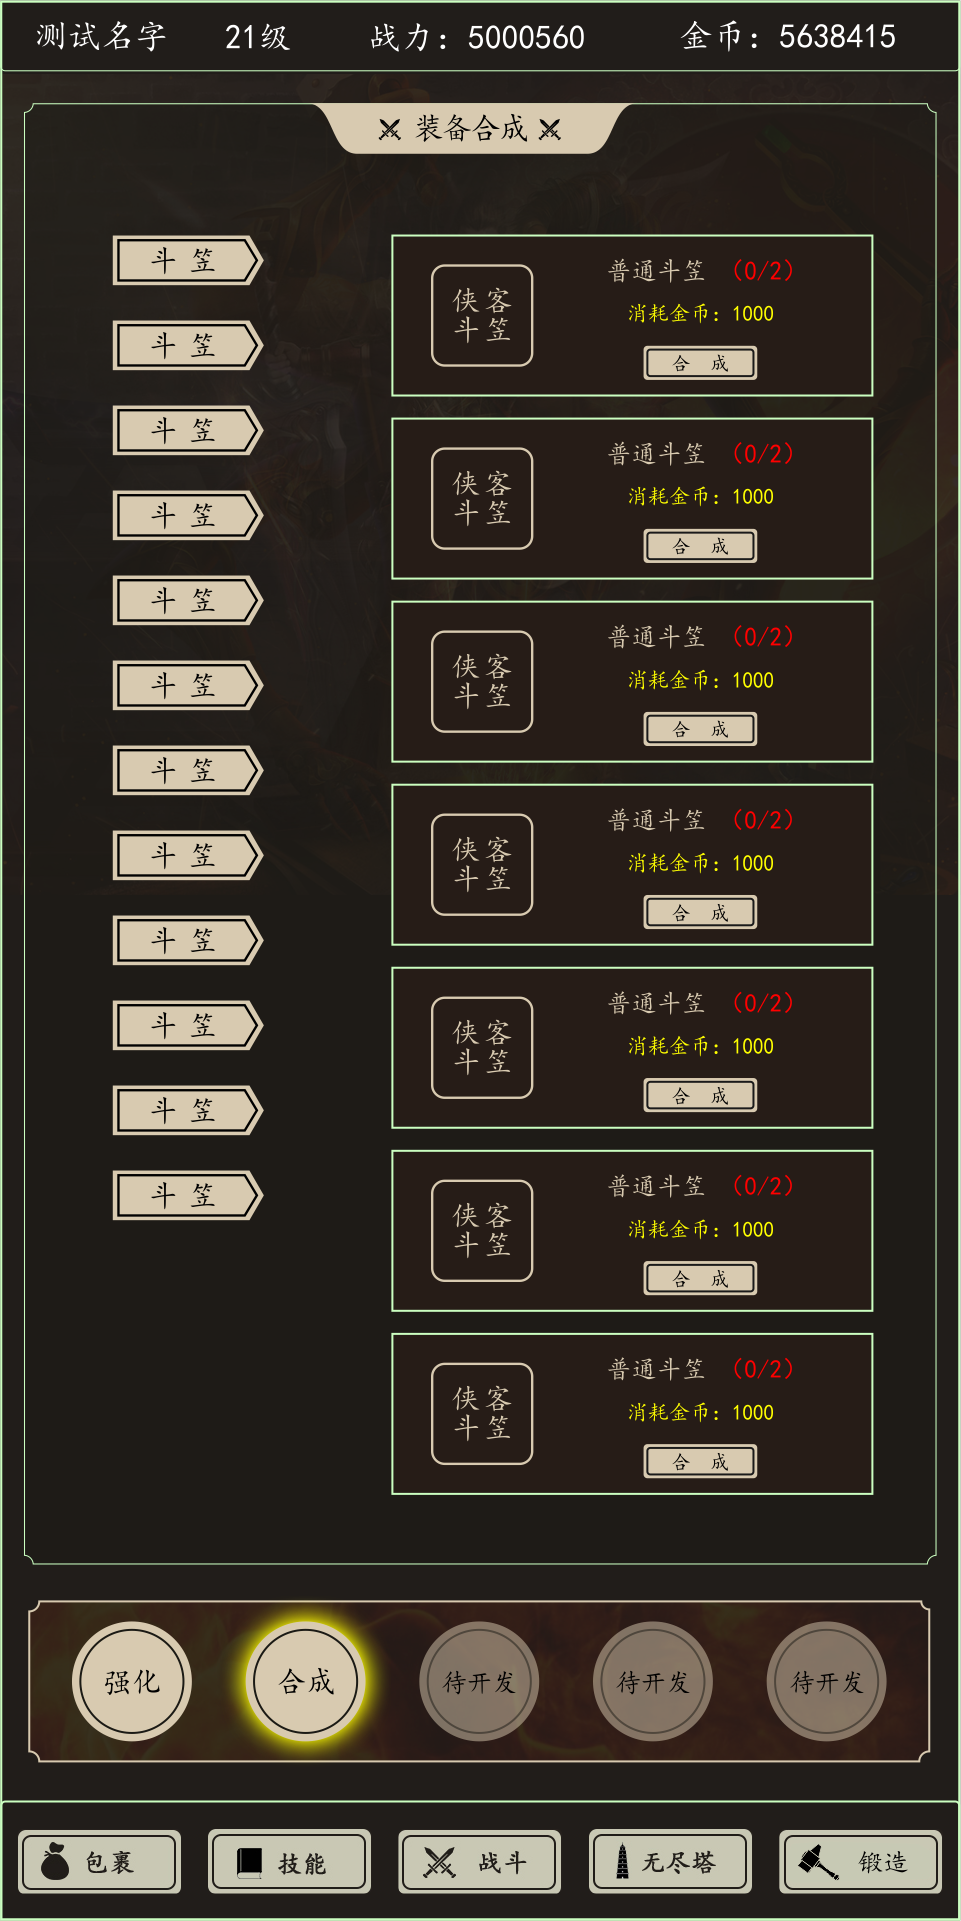 测试名字 21级 战力：5000560 金币：5638415
装备合成
斗 笠
斗 笠
斗 笠
斗 笠
斗 笠
斗 笠
斗 笠
斗 笠
斗 笠
斗 笠
斗 笠
斗 笠
侠客
斗笠
普通斗笠 （0/2）
消耗金币：1000
合 成
侠客
斗笠
普通斗笠 （0/2）
消耗金币：1000
合 成
侠客
斗笠
普通斗笠 （0/2）
消耗金币：1000
合 成
侠客
斗笠
普通斗笠 （0/2）
消耗金币：1000
合 成
侠客
斗笠
普通斗笠 （0/2）
消耗金币：1000
合 成
侠客
斗笠
普通斗笠 （0/2）
消耗金币：1000
合 成
侠客
斗笠
普通斗笠 （0/2）
消耗金币：1000
合 成
强化 合成 待开发 待开发 待开发
包裹 技能 战斗 无尽塔 锻造